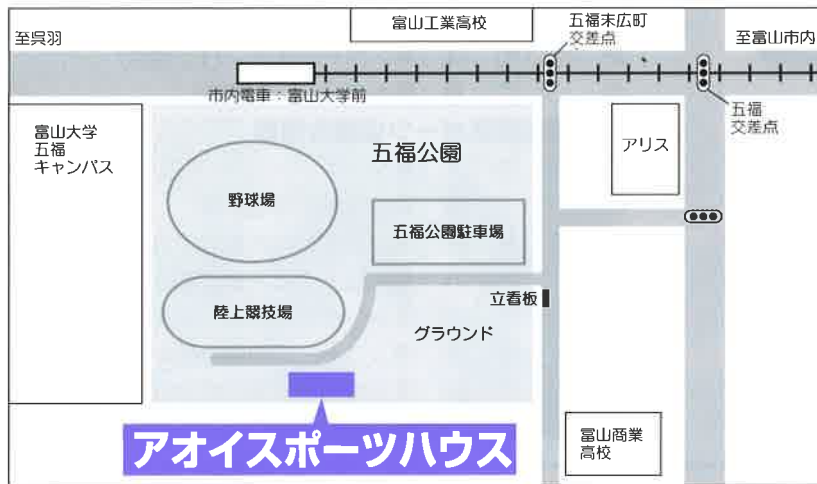 富山工業高校
五福末広町
交差点
至呉羽
至富山市内
市内電車：富山大学前
五福
交差点
富山大学
五福
キャンパス
五福公園
アリス
野球場
五福公園駐車場
立看板
陸上競技場
グラウンド
アオイスポーツハウス
富山商業
高校